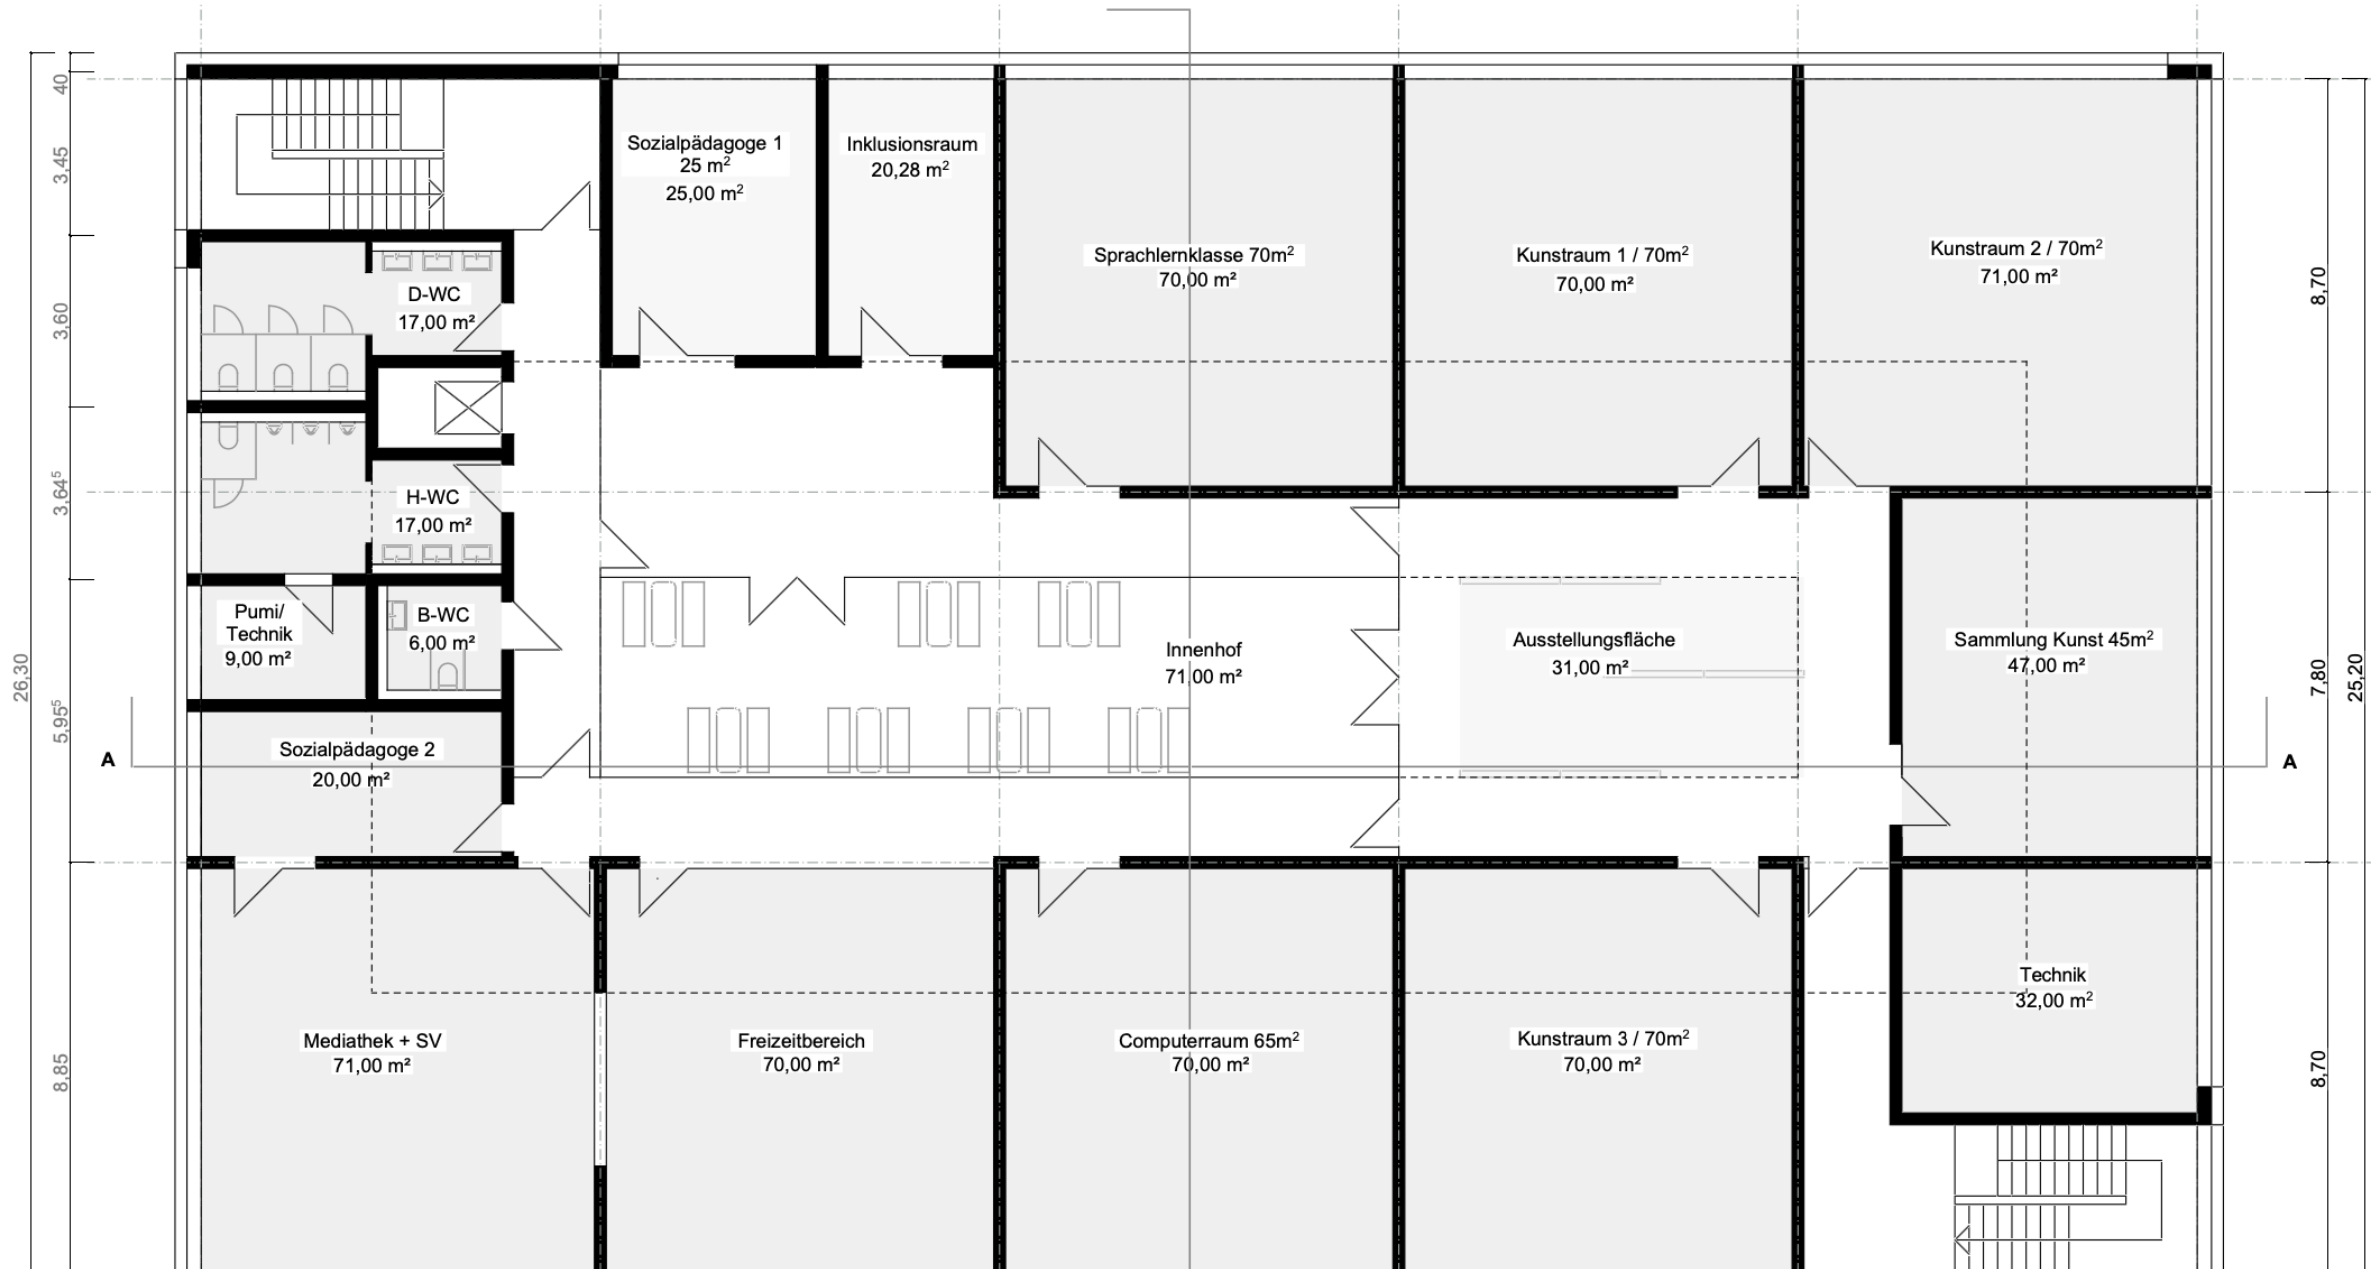 40
3,45
3,60
3,64⁵
5,95
8,85
26,30
Sozialpädagoge 1
25 m²
25,00 m²
Inklusionsraum
20,28 m²
Sprachlernklasse 70m²
70,00 m²
Kunstraum 1 / 70m²
70,00 m²
Kunstraum 2 / 70m²
71,00 m²
D-WC
17,00 m²
H-WC
17,00 m²
Pumi/
Technik
9,00 m²
B-WC
6,00 m²
Innenhof
71,00 m²
Ausstellungsfläche
31,00 m²
Sammlung Kunst 45m²
47,00 m²
Sozialpädagoge 2
20,00 m²
A
A
Mediathek + SV
71,00 m²
Freizeitbereich
70,00 m²
Computerraum 65m²
70,00 m²
Kunstraum 3 / 70m²
70,00 m²
Technik
32,00 m²
8,70
7,80
8,70
25,20